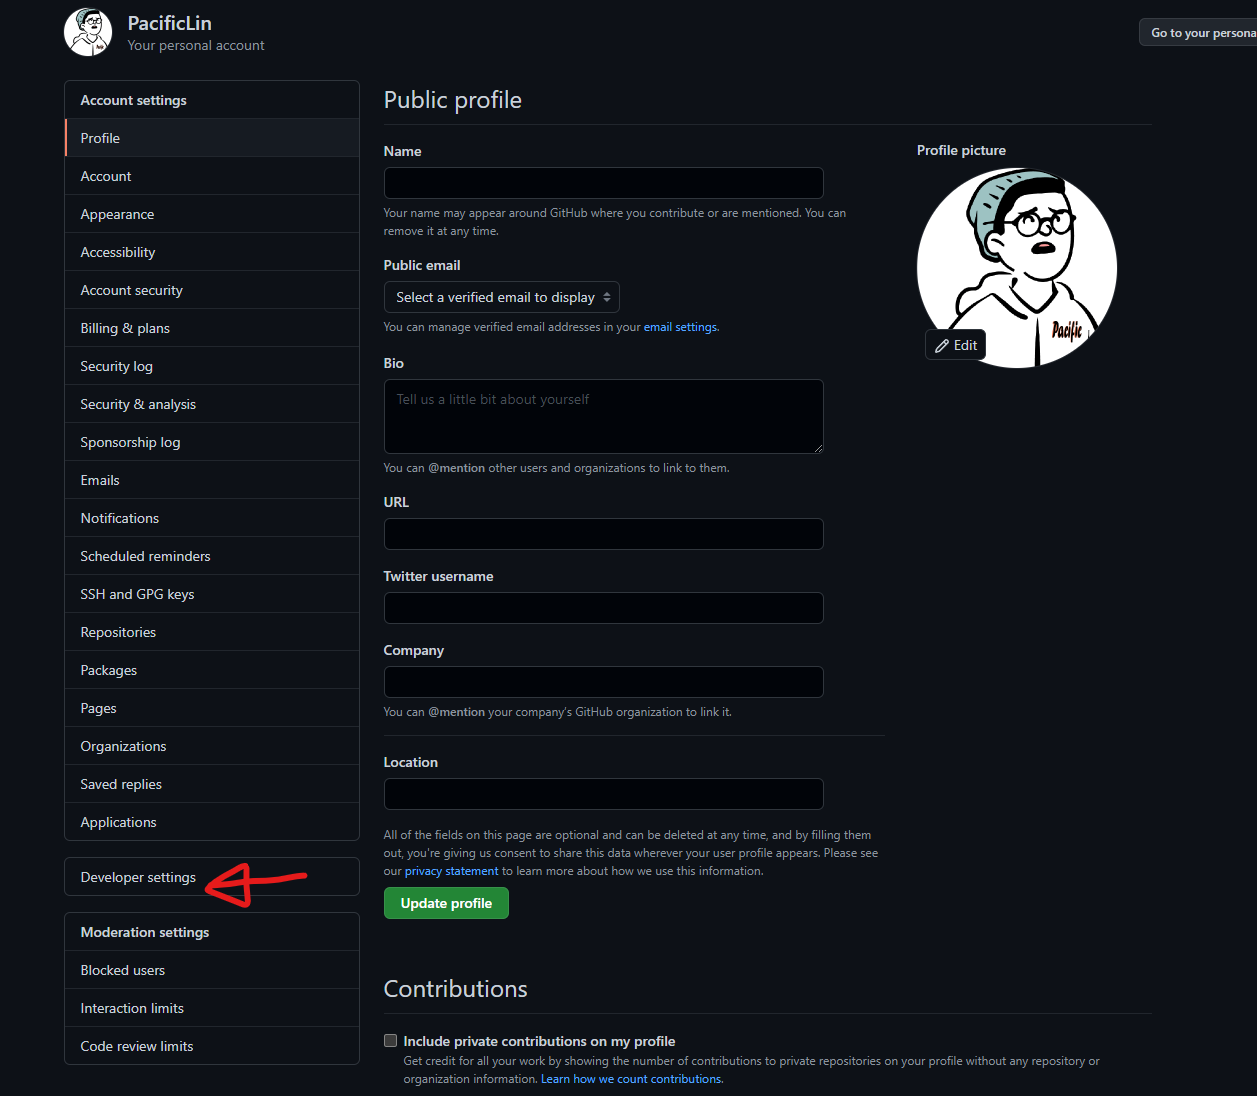 PacificLin
Your personal account
Go to your persona
Account settings
Profile
Account
Appearance
Accessibility
Account security
Billing & plans
Security log
Security & analysis
Sponsorship log
Emails
Notifications
Scheduled reminders
SSH and GPG keys
Repositories
Packages
Pages
Organizations
Saved replies
Applications
Developer settings
Moderation settings
Blocked users
Interaction limits
Code review limits
Public profile
Name
Your name may appear around GitHub where you contribute or are mentioned. You can
remove it at any time.
Public email
Select a verified email to display
You can manage verified email addresses in your email settings.
Bio
Tell us a little bit about yourself
You can @mention other users and organizations to link to them.
URL
Twitter username
Company
You can @mention your company's GitHub organization to link it.
Location
All of the fields on this page are optional and can be deleted at any time, and by filling them
out, you're giving us consent to share this data wherever your user profile appears. Please see
our privacy statement to learn more about how we use this information.
Update profile
Profile picture
Pacific
Edit
Contributions
Include private contributions on my profile
Get credit for all your work by showing the number of contributions to private repositories on your profile without any repository or
organization information. Learn how we count contributions.